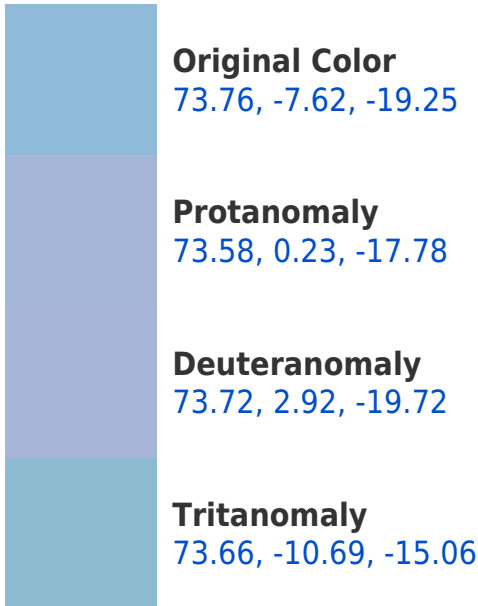 Original Color
73.76, -7.62, -19.25
Protanomaly
73.58, 0.23, -17.78
Deuteranomaly
73.72, 2.92, -19.72
Tritanomaly
73.66, -10.69, -15.06